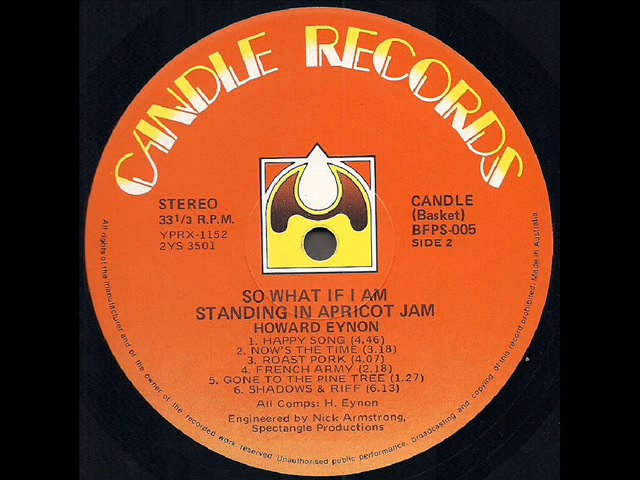 CANDLE RECORDS
STEREO
33 1/3 R.P.M.
YPRX-1152
2YS 3501
CANDLE
(Basket)
BFPS-005
SIDE 2
SO WHAT IF I AM
STANDING IN APRICOT JAM
HOWARD EYNON
1. HAPPY SONG (4.46)
2. NOW'S THE TIME (3.18)
3. ROAST PORK (4.07)
4. FRENCH ARMY (2.18)
5. GONE TO THE PINE TREE (1.27)
6. SHADOWS & RIFF (6.13)
All Comps: H. Eynon
Engineered by Nick Armstrong,
Spectangle Productions
All rights of the manufacturer and of the owner of the recorded work reserved. Unauthorised public performance, broadcasting and copying of this record prohibited. Made in Australia